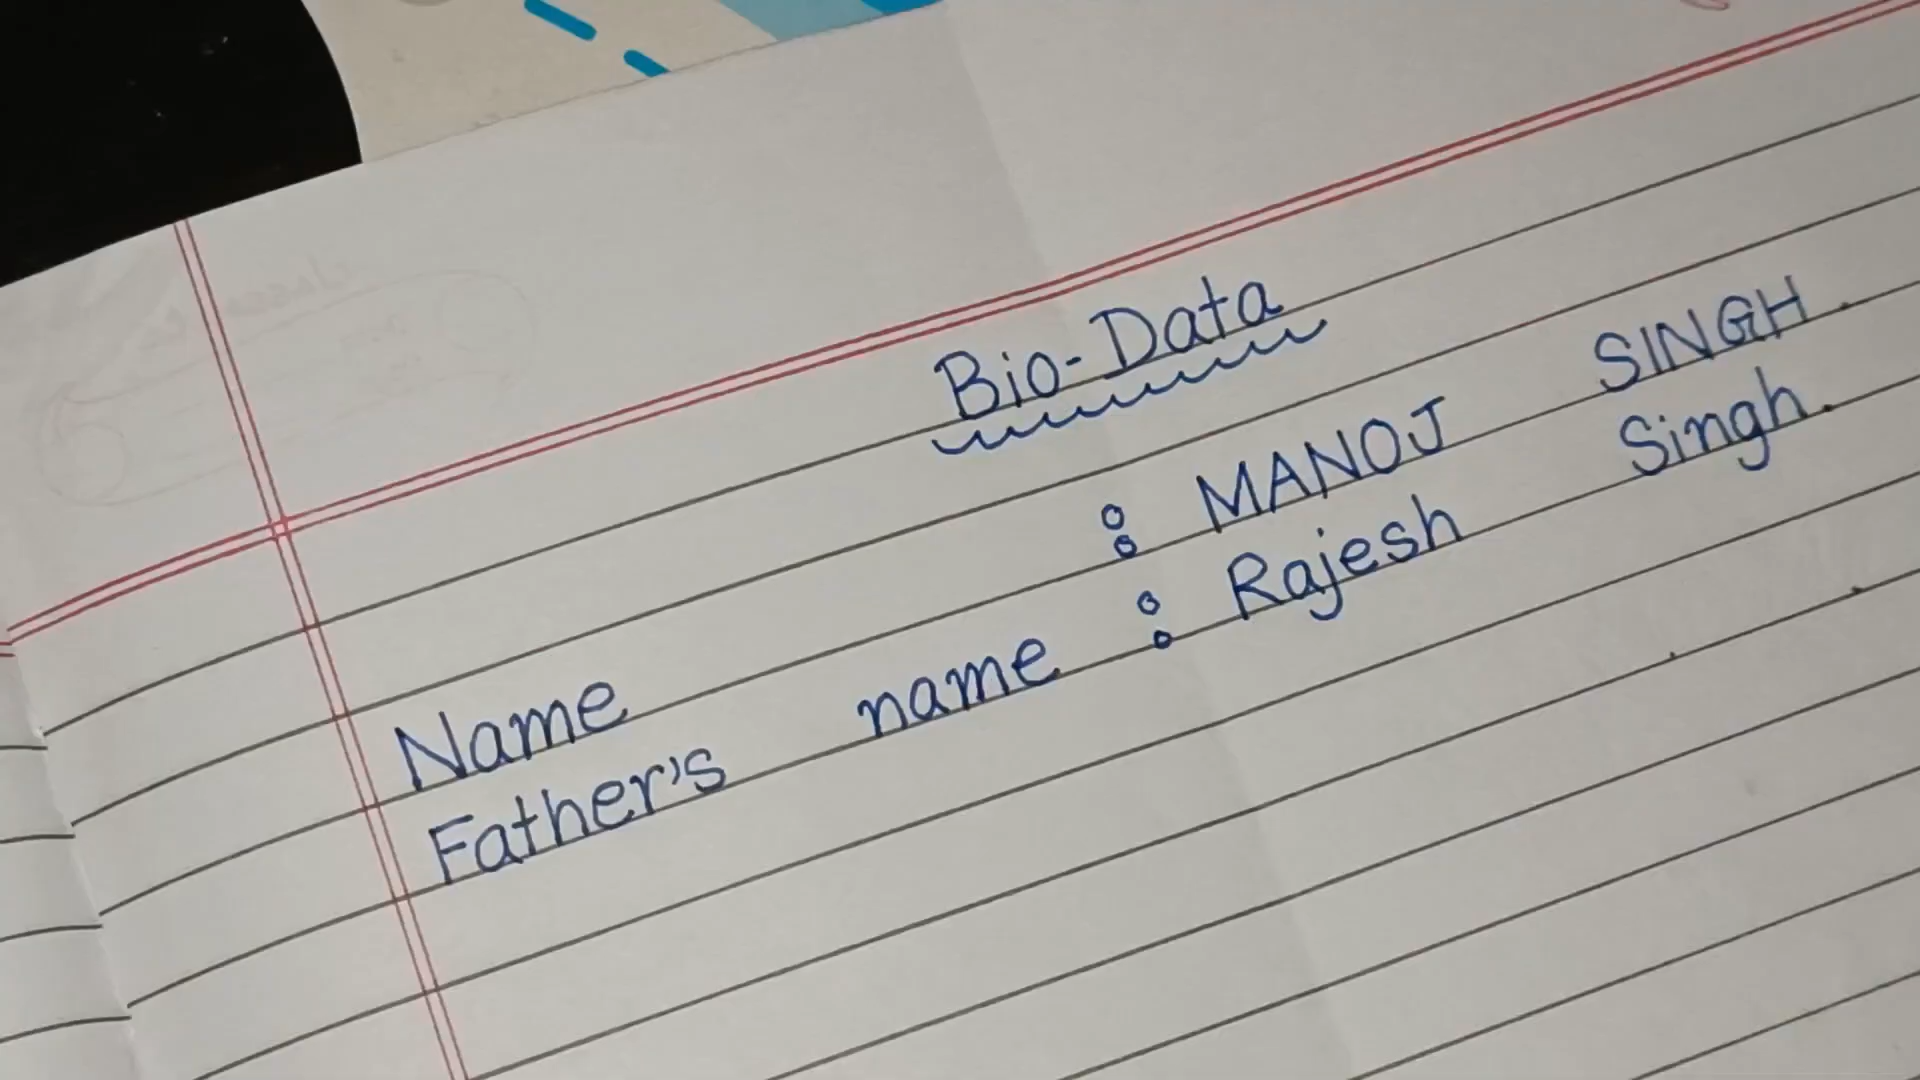 Bio-Data
Name : MANOJ SINGH.
Father's name : Rajesh Singh.